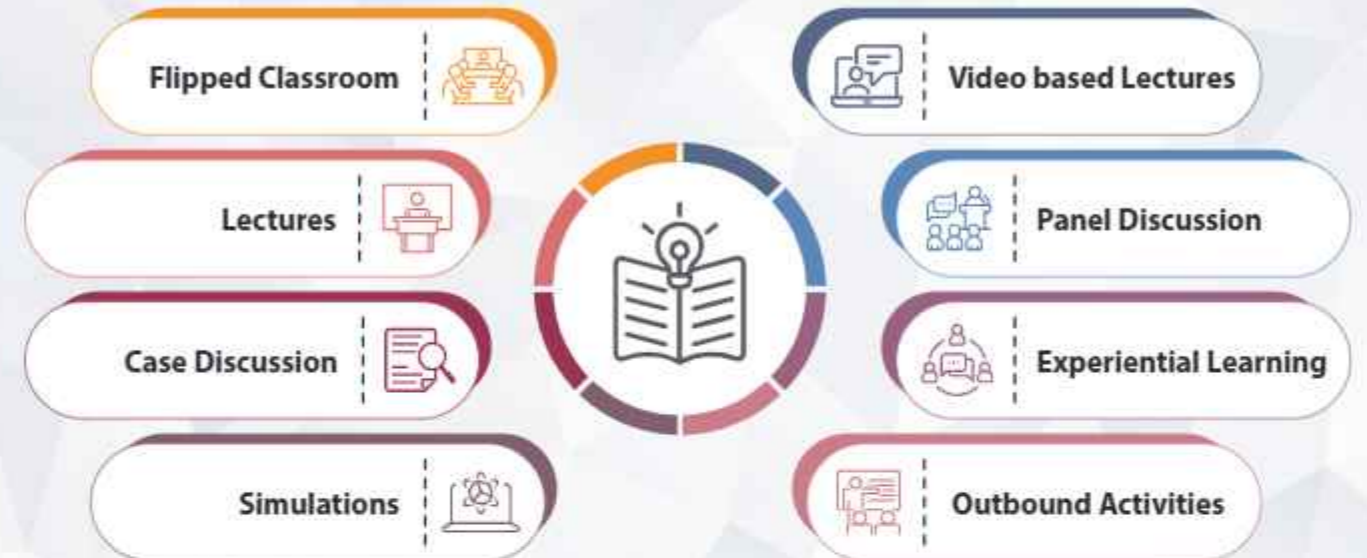 Flipped Classroom
Lectures
Case Discussion
Simulations
Video based Lectures
Panel Discussion
Experiential Learning
Outbound Activities